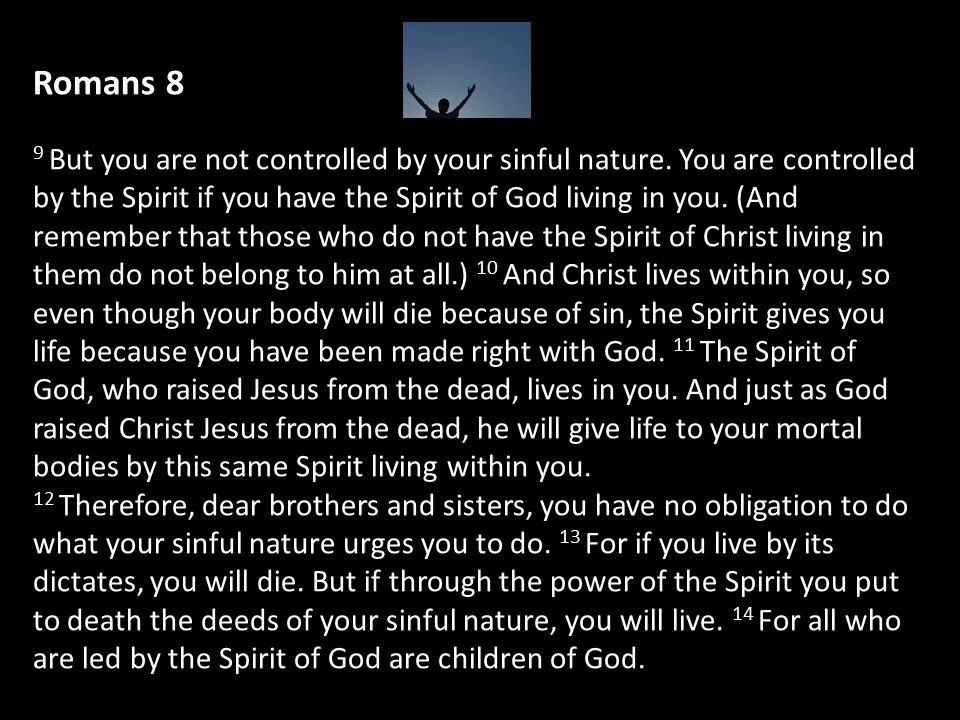 Romans 8
9 But you are not controlled by your sinful nature. You are controlled
by the Spirit if you have the Spirit of God living in you. (And
remember that those who do not have the Spirit of Christ living in
them do not belong to him at all.) 10 And Christ lives within you, so
even though your body will die because of sin, the Spirit gives you
life because you have been made right with God. 11 The Spirit of
God, who raised Jesus from the dead, lives in you. And just as God
raised Christ Jesus from the dead, he will give life to your mortal
bodies by this same Spirit living within you.
12 Therefore, dear brothers and sisters, you have no obligation to do
what your sinful nature urges you to do. 13 For if you live by its
dictates, you will die. But if through the power of the Spirit you put
to death the deeds of your sinful nature, you will live. 14 For all who
are led by the Spirit of God are children of God.